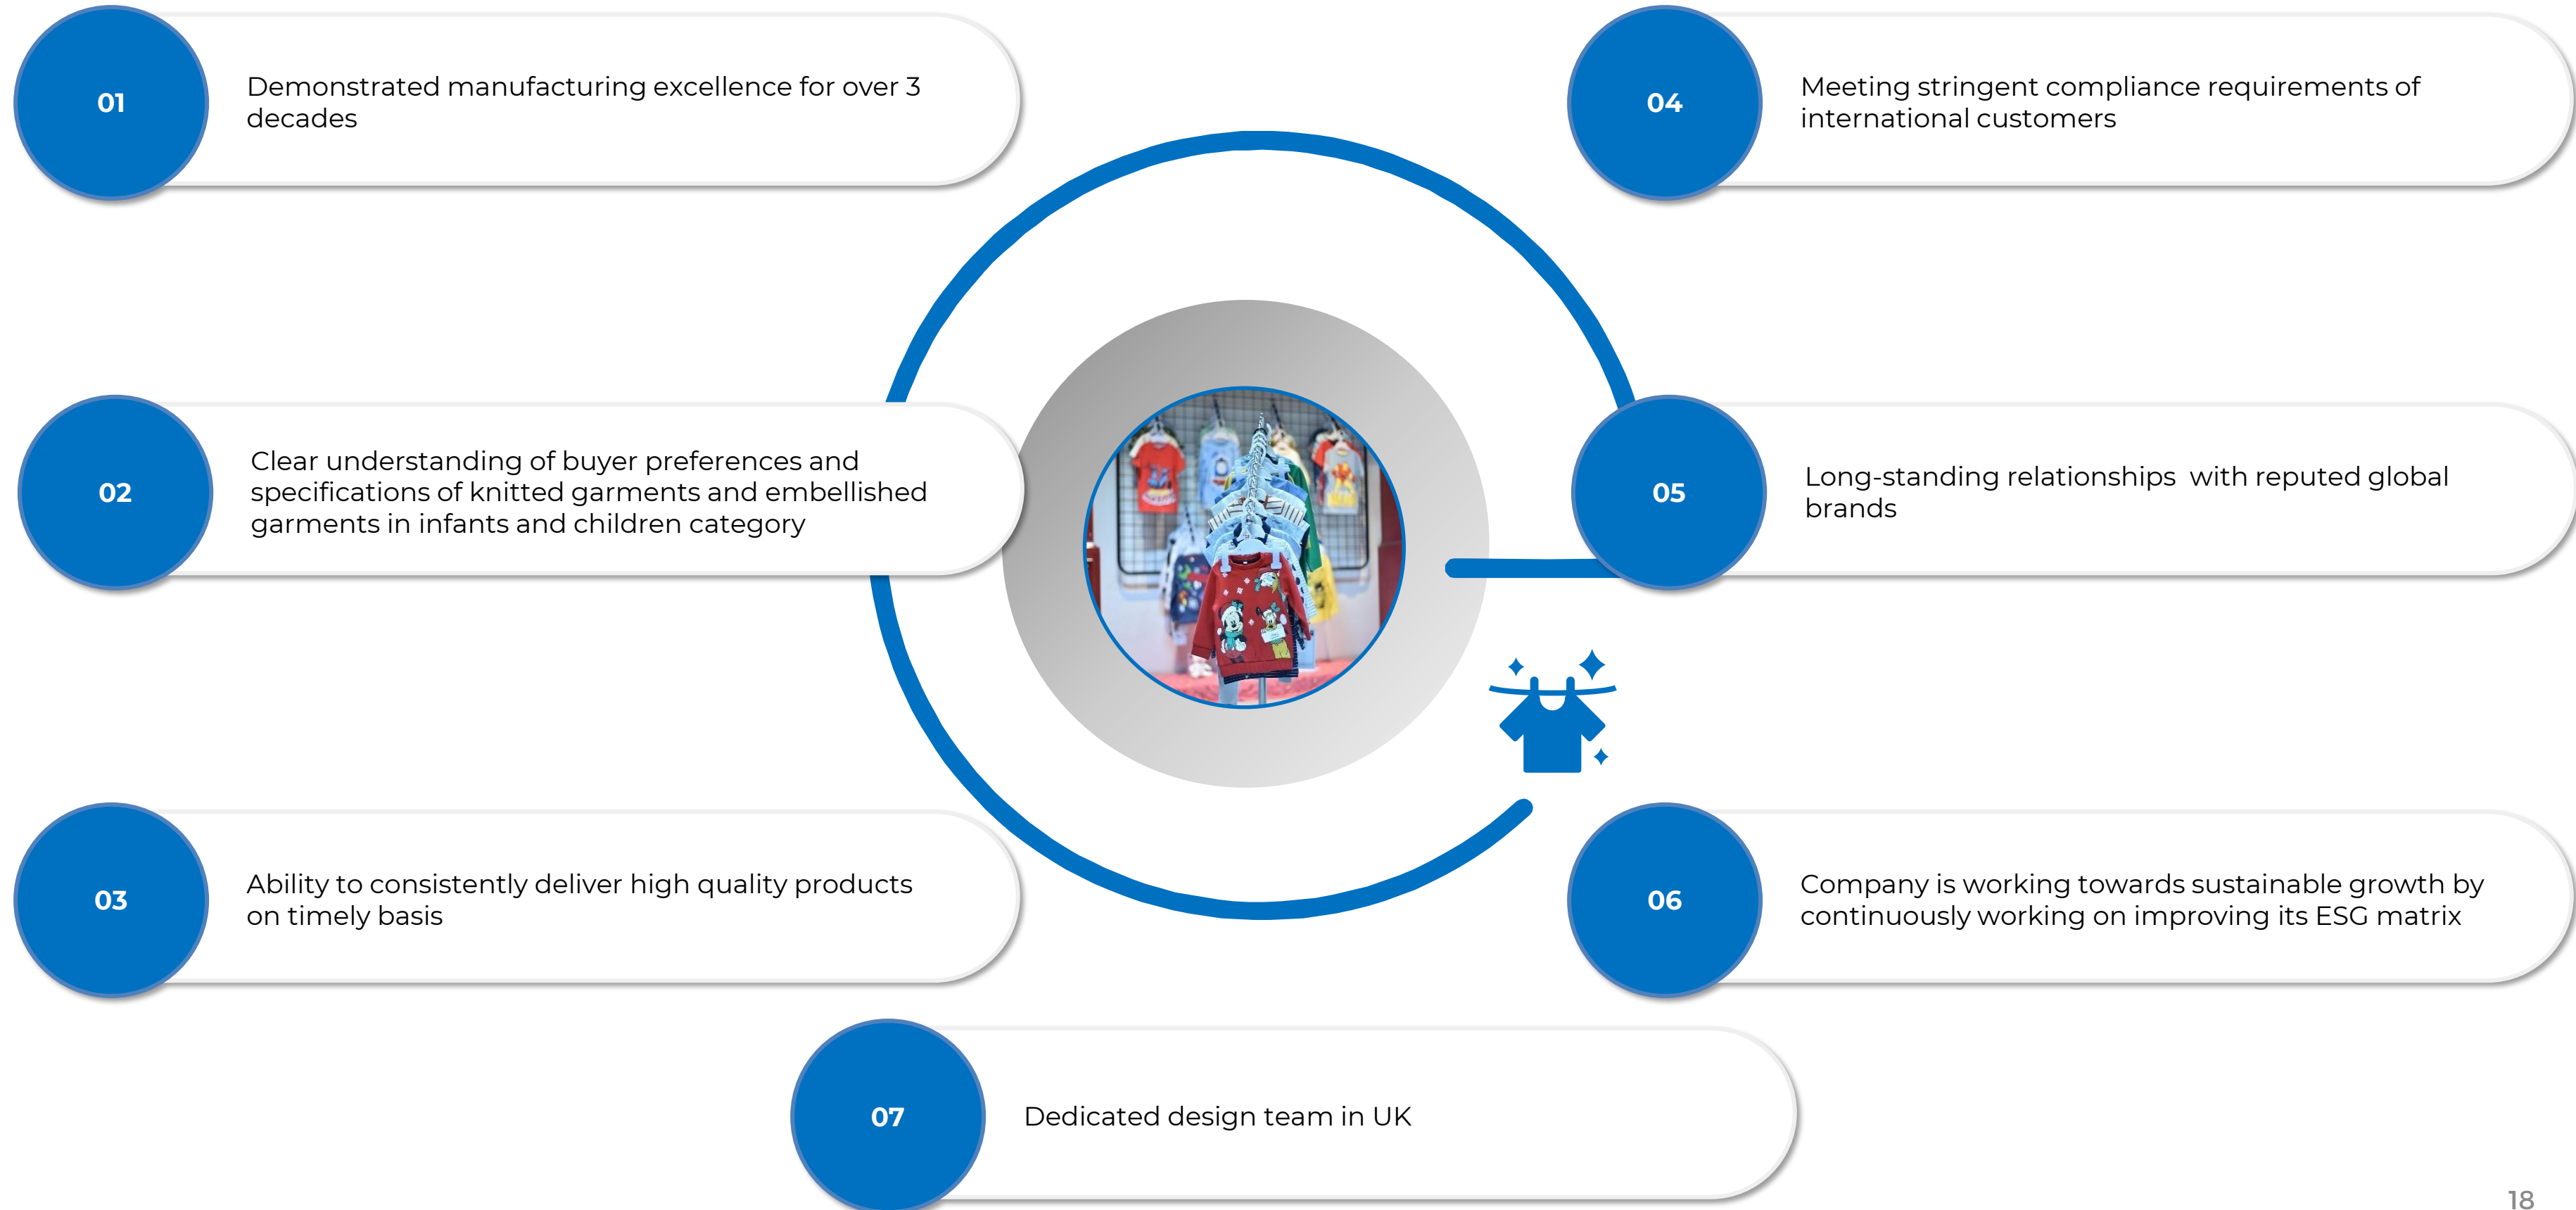 01
Demonstrated manufacturing excellence for over 3
decades
02
Clear understanding of buyer preferences and
specifications of knitted garments and embellished
garments in infants and children category
03
Ability to consistently deliver high quality products
on timely basis
04
Meeting stringent compliance requirements of
international customers
05
Long-standing relationships  with reputed global
brands
06
Company is working towards sustainable growth by
continuously working on improving its ESG matrix
07
Dedicated design team in UK
18